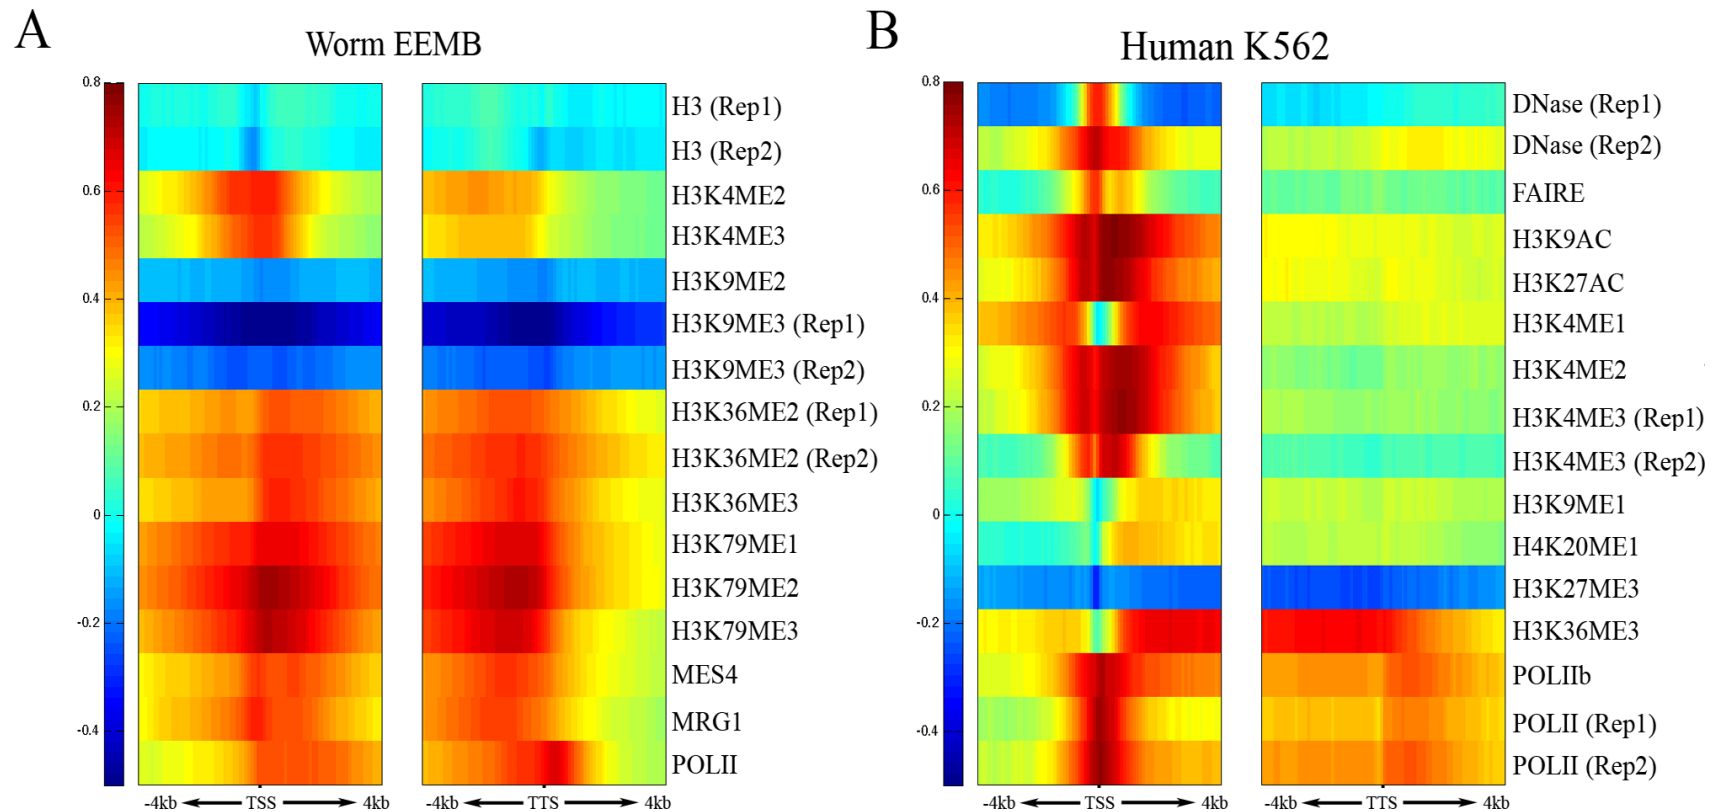 A
Worm EEMB
0.8
0.6
0.4
0.2
0
-0.2
-0.4
H3 (Rep1)
H3 (Rep2)
H3K4ME2
H3K4ME3
H3K9ME2
H3K9ME3 (Rep1)
H3K9ME3 (Rep2)
H3K36ME2 (Rep1)
H3K36ME2 (Rep2)
H3K36ME3
H3K79ME1
H3K79ME2
H3K79ME3
MES4
MRG1
POLII
-4kb TSS 4kb
-4kb TTS 4kb
B
Human K562
0.8
0.6
0.4
0.2
0
-0.2
-0.4
DNase (Rep1)
DNase (Rep2)
FAIRE
H3K9AC
H3K27AC
H3K4ME1
H3K4ME2
H3K4ME3 (Rep1)
H3K4ME3 (Rep2)
H3K9ME1
H4K20ME1
H3K27ME3
H3K36ME3
POLIIb
POLII (Rep1)
POLII (Rep2)
-4kb TSS 4kb
-4kb TTS 4kb